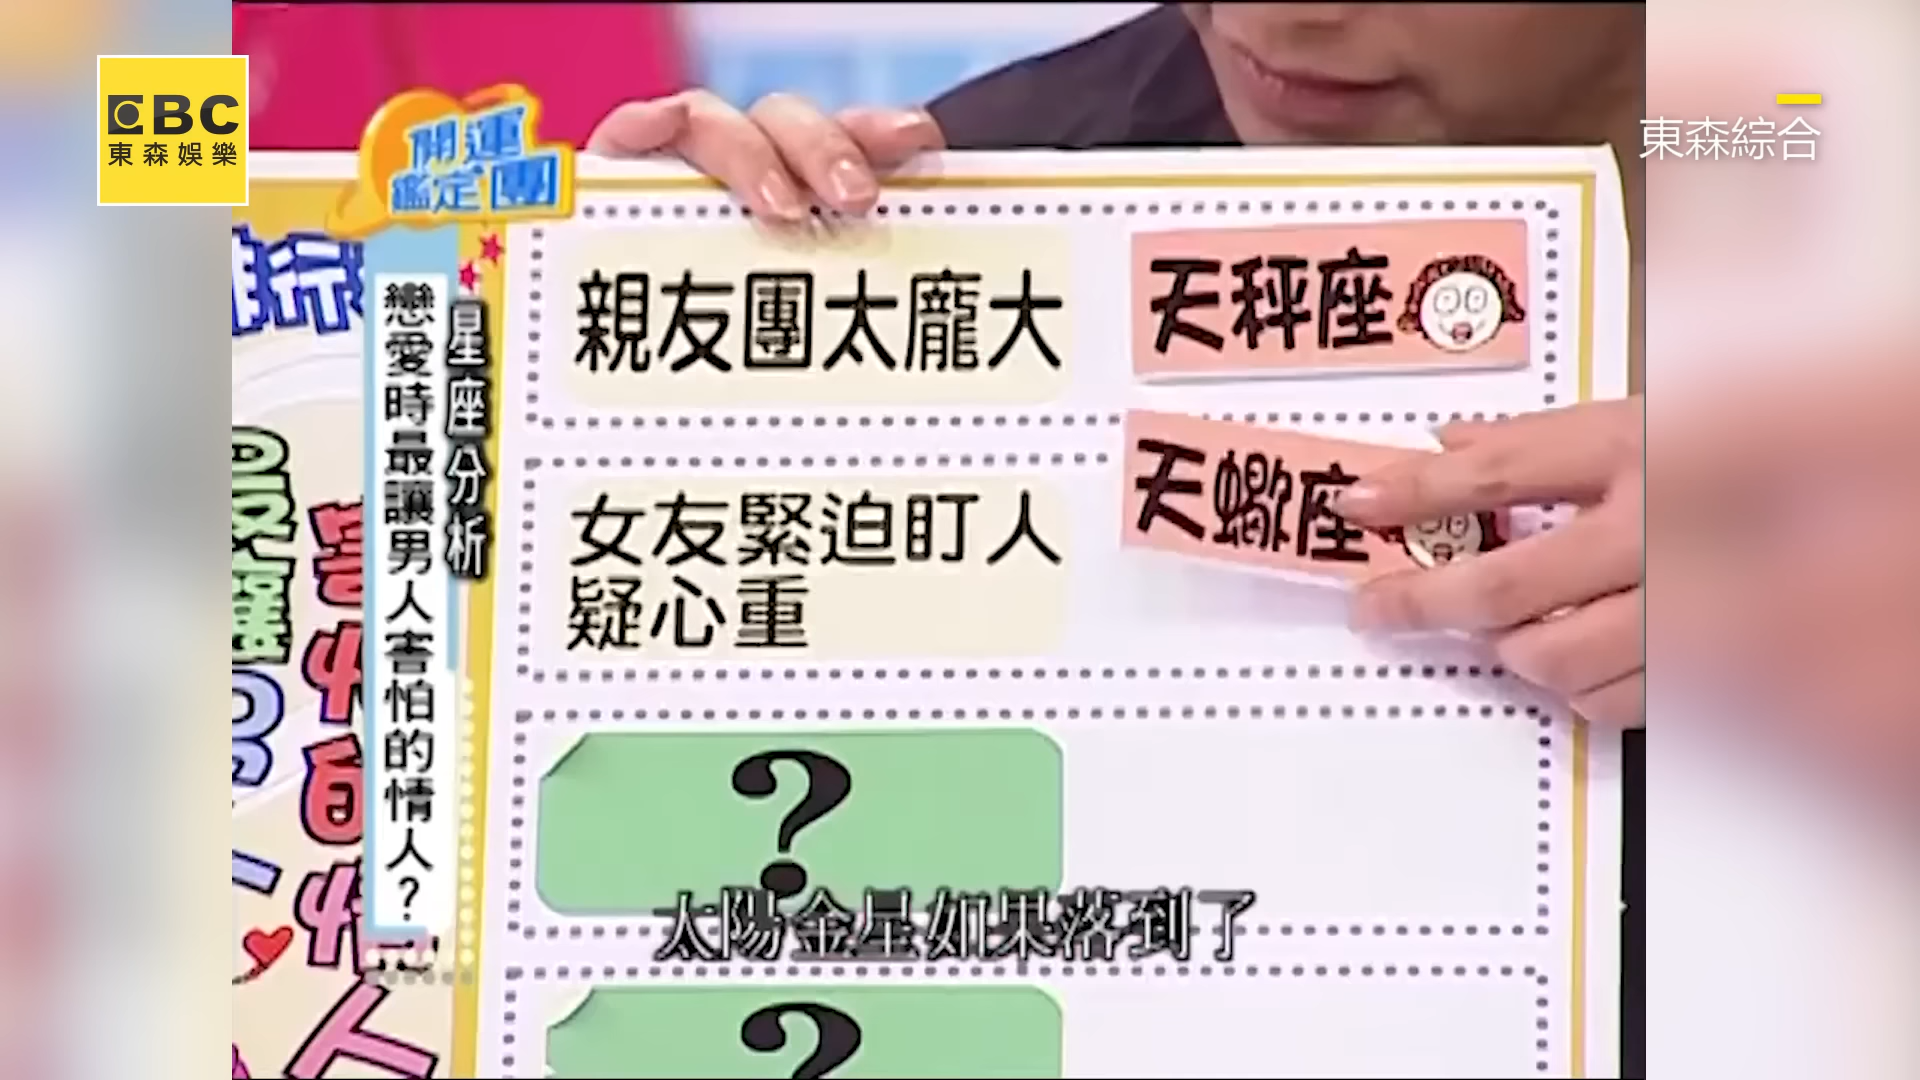 EBC
東森娛樂
東森綜合
開運
鑑定團
星座分析
戀愛時最讓男人害怕的情人?
親友團太龐大
天秤座
女友緊迫盯人
疑心重
天蠍座
?
太陽金星如果落到了
?